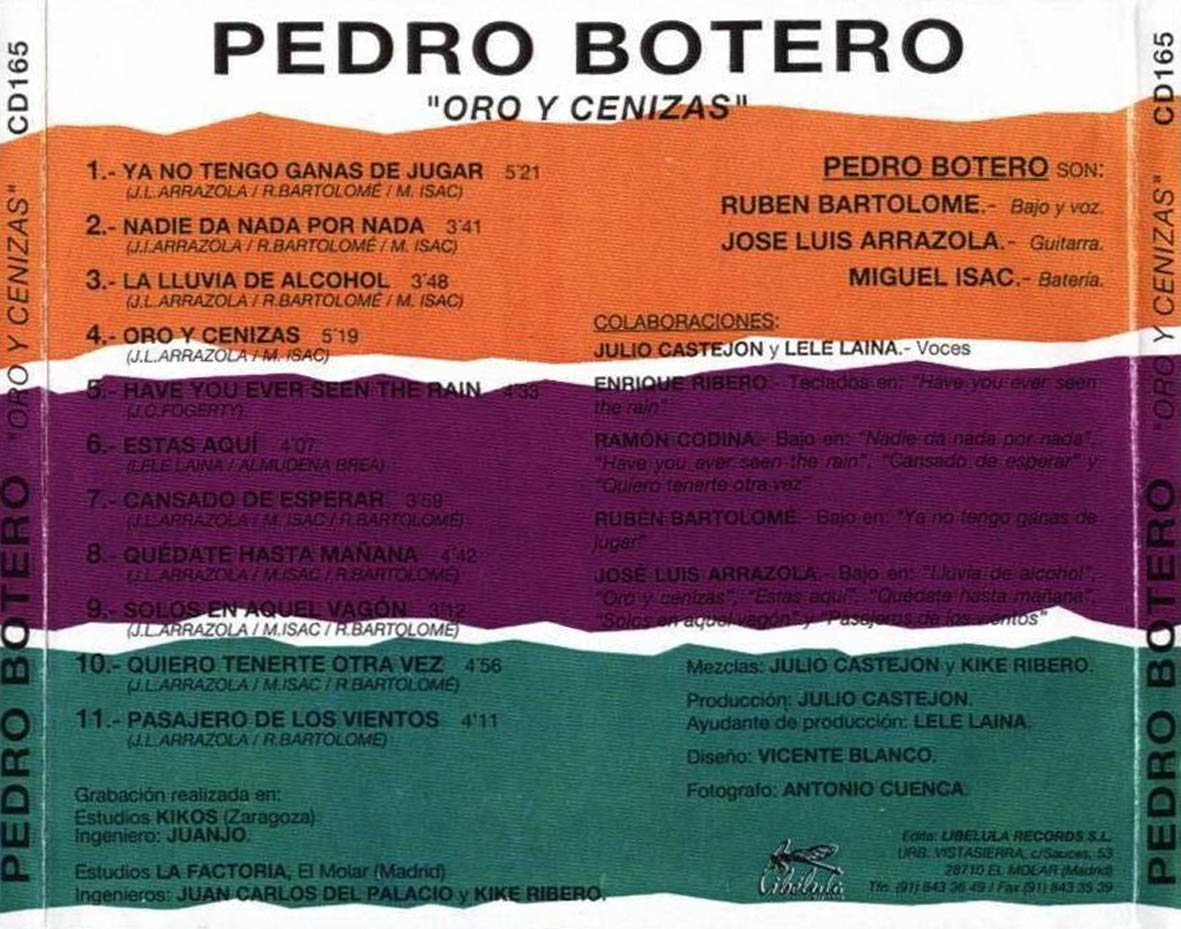 PEDRO BOTERO
"ORO Y CENIZAS"
1.- YA NO TENGO GANAS DE JUGAR 5'21
(J.L.ARRAZOLA / R.BARTOLOMÉ / M. ISAC)
2.- NADIE DA NADA POR NADA 3'41
(J.l.ARRAZOLA / R.BARTOLOMÉ / M. ISAC)
3.- LA LLUVIA DE ALCOHOL 3'48
(J.L.ARRAZOLA / R.BARTOLOMÉ / M. ISAC)
4.- ORO Y CENIZAS 5'19
(J.L.ARRAZOLA / M. ISAC)
5.- HAVE YOU EVER SEEN THE RAIN 4'33
(J.C.FOGERTY)
6.- ESTAS AQUÍ 4'07
(LELE LAINA / ALMUDENA BREA)
7.- CANSADO DE ESPERAR 3'59
(J.L.ARRAZOLA / M. ISAC / R.BARTOLOMÉ)
8.- QUÉDATE HASTA MAÑANA 4'42
(J.L.ARRAZOLA / M.ISAC / R.BARTOLOMÉ)
9.- SOLOS EN AQUEL VAGÓN 3'12
(J.L.ARRAZOLA / M.ISAC / R.BARTOLOMÉ)
10.- QUIERO TENERTE OTRA VEZ 4'56
(J.L.ARRAZOLA / M.ISAC / R.BARTOLOMÉ)
11.- PASAJERO DE LOS VIENTOS 4'11
(J.L.ARRAZOLA / R.BARTOLOME)
Grabación realizada en:
Estudios KIKOS (Zaragoza)
Ingeniero: JUANJO.
Estudios LA FACTORIA, El Molar (Madrid)
Ingenieros: JUAN CARLOS DEL PALACIO y KIKE RIBERO.
PEDRO BOTERO SON:
RUBEN BARTOLOME.- Bajo y voz.
JOSE LUIS ARRAZOLA.- Guitarra.
MIGUEL ISAC.- Batería.
COLABORACIONES:
JULIO CASTEJON y LELE LAINA.- Voces
ENRIQUE RIBERO.- Teclados en: "Have you ever seen
the rain"
RAMÓN CODINA.- Bajo en: "Nadie da nada por nada",
"Have you ever seen the rain", "Cansado de esperar" y
"Quiero tenerte otra vez"
RUBÉN BARTOLOMÉ.- Bajo en: "Ya no tengo ganas de
jugar"
JOSÉ LUIS ARRAZOLA.- Bajo en: "Lluvia de alcohol",
"Oro y cenizas", "Estas aquí", "Quédate hasta mañana",
"Solos en aquel vagón" y "Pasajeros de los vientos"
Mezclas: JULIO CASTEJON y KIKE RIBERO.
Producción: JULIO CASTEJON.
Ayudante de producción: LELE LAINA.
Diseño: VICENTE BLANCO.
Fotografo: ANTONIO CUENCA.
Libélula
Edita: LIBELULA RECORDS S.L.
URB. VISTASIERRA, c/Sauces, 53
28710 EL MOLAR (Madrid)
Tfn. (91) 843 36 49 / Fax (91) 843 35 39
PEDRO BOTERO "ORO Y CENIZAS" CD165
PEDRO BOTERO "ORO Y CENIZAS" CD165